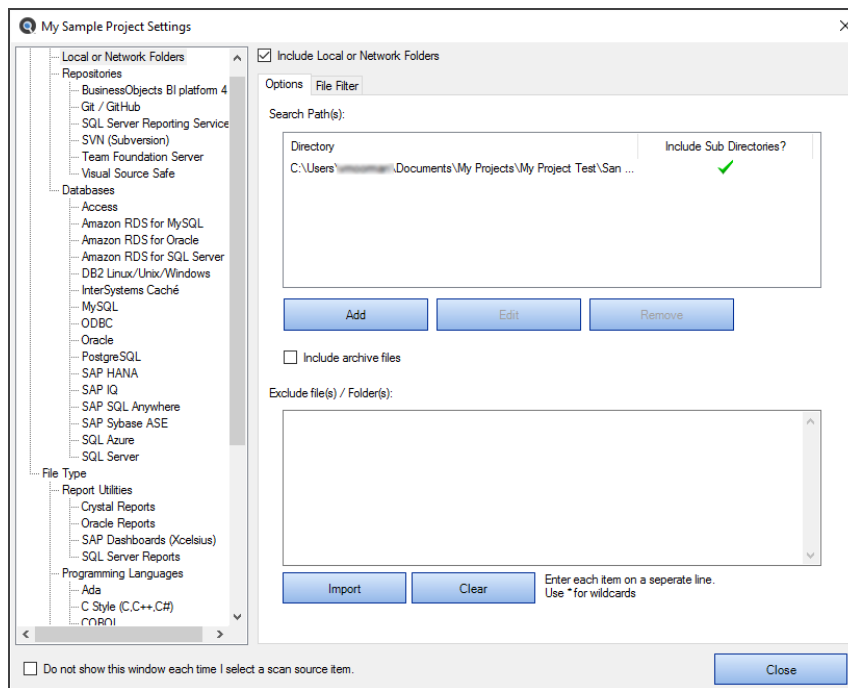 My Sample Project Settings
Local or Network Folders
Repositories
BusinessObjects BI platform 4
Git / GitHub
SQL Server Reporting Service
SVN (Subversion)
Team Foundation Server
Visual Source Safe
Databases
Access
Amazon RDS for MySQL
Amazon RDS for Oracle
Amazon RDS for SQL Server
DB2 Linux/Unix/Windows
InterSystems Caché
MySQL
ODBC
Oracle
PostgreSQL
SAP HANA
SAP IQ
SAP SQL Anywhere
SAP Sybase ASE
SQL Azure
SQL Server
File Type
Report Utilities
Crystal Reports
Oracle Reports
SAP Dashboards (Xcelsius)
SQL Server Reports
Programming Languages
Ada
C Style (C,C++,C#)
COBOL
Include Local or Network Folders
Options File Filter
Search Path(s):
Directory Include Sub Directories?
C:\Users\ \Documents\My Projects\My Project Test\San ...
Add Edit Remove
Include archive files
Exclude file(s) / Folder(s):
Import Clear
Enter each item on a seperate line.
Use * for wildcards
Do not show this window each time I select a scan source item.
Close